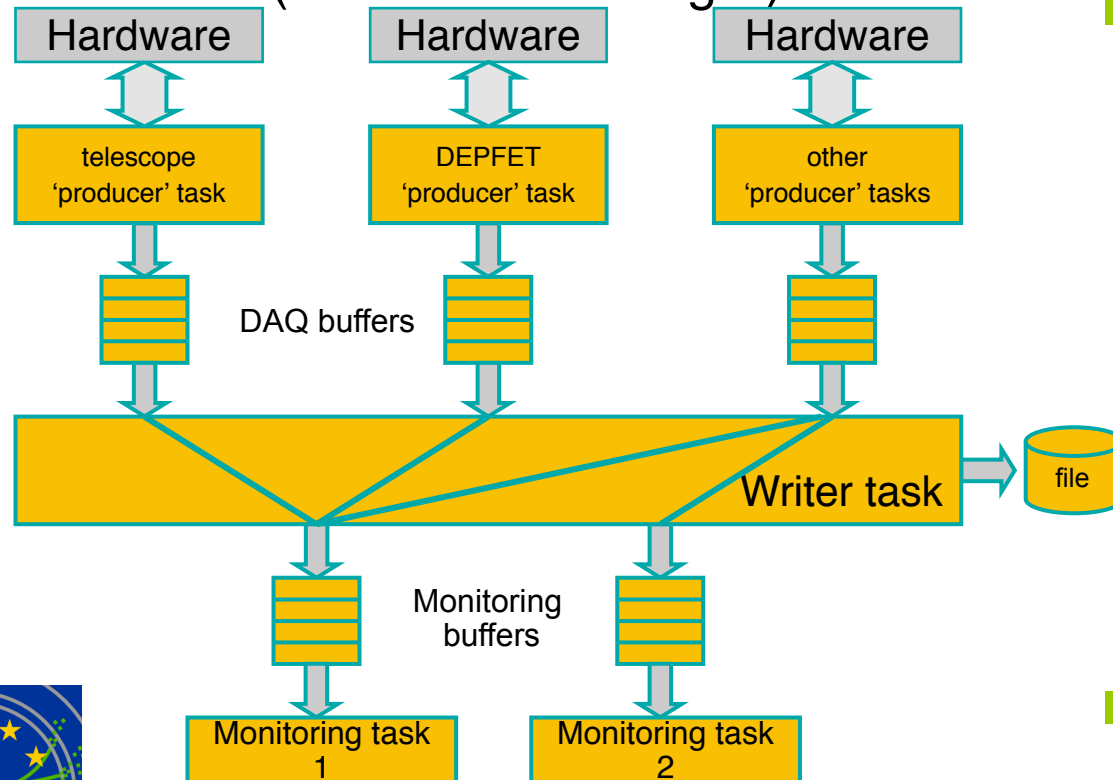 Hardware
Hardware
Hardware
telescope
‘producer’ task
DEPFET
‘producer’ task
other
‘producer’ tasks
DAQ buffers
Writer task
file
Monitoring
buffers
Monitoring task
1
Monitoring task
2